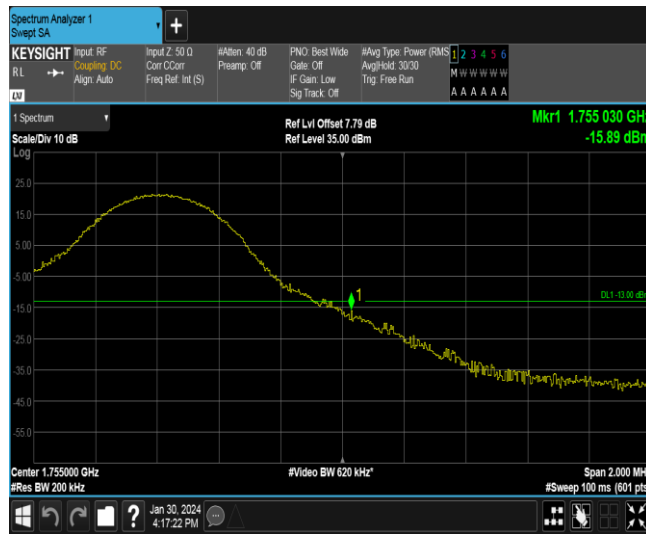 Spectrum Analyzer 1
Swept SA
+
KEYSIGHT
RL
LXI
Input: RF
Coupling: DC
Align: Auto
Input Z: 50 Ω
Corr CCorr
Freq Ref: Int (S)
#Atten: 40 dB
Preamp: Off
PNO: Best Wide
Gate: Off
IF Gain: Low
Sig Track: Off
#Avg Type: Power (RMS
Avg|Hold: 30/30
Trig: Free Run
1 2 3 4 5 6
M W W W W W
A A A A A A
1 Spectrum
Scale/Div 10 dB
Log
Ref Lvl Offset 7.79 dB
Ref Level 35.00 dBm
Mkr1 1.755 030 GHz
-15.89 dBm
25.0
15.0
5.00
-5.00
1
DL1 -13.00 dBm
-15.0
-25.0
-35.0
-45.0
-55.0
Center 1.755000 GHz
#Res BW 200 kHz
#Video BW 620 kHz*
Span 2.000 MH
#Sweep 100 ms (601 pts
?
Jan 30, 2024
4:17:22 PM